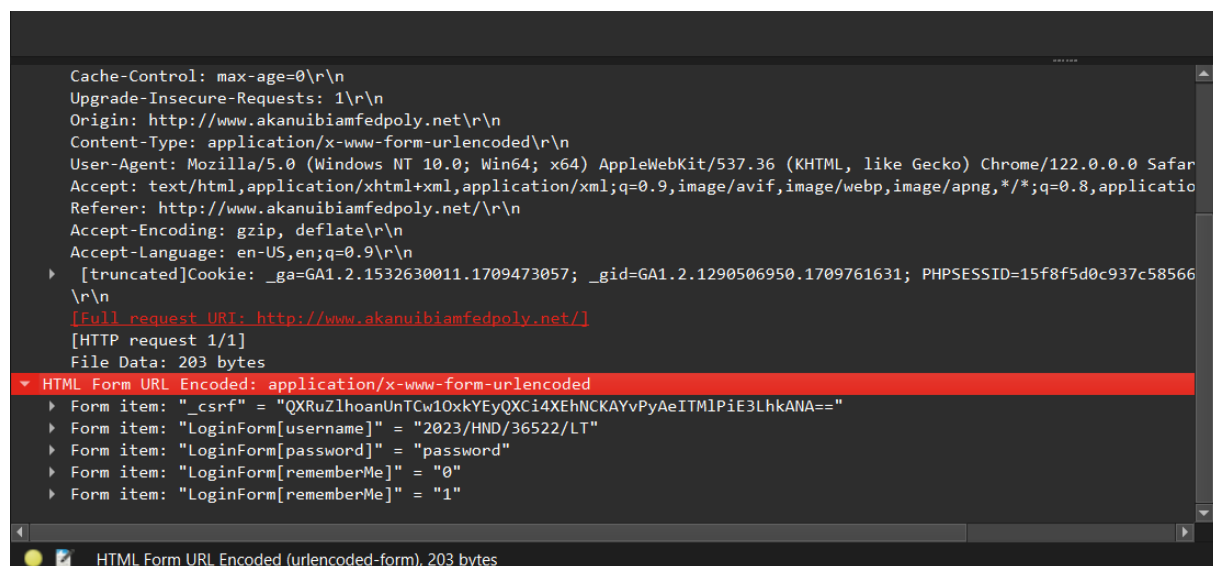 Cache-Control: max-age=0\r\n
Upgrade-Insecure-Requests: 1\r\n
Origin: http://www.akanuibiamfedpoly.net\r\n
Content-Type: application/x-www-form-urlencoded\r\n
User-Agent: Mozilla/5.0 (Windows NT 10.0; Win64; x64) AppleWebKit/537.36 (KHTML, like Gecko) Chrome/122.0.0.0 Safar
Accept: text/html,application/xhtml+xml,application/xml;q=0.9,image/avif,image/webp,image/apng,*/*;q=0.8,applicatio
Referer: http://www.akanuibiamfedpoly.net/\r\n
Accept-Encoding: gzip, deflate\r\n
Accept-Language: en-US,en;q=0.9\r\n
[truncated]Cookie: _ga=GA1.2.1532630011.1709473057; _gid=GA1.2.1290506950.1709761631; PHPSESSID=15f8f5d0c937c58566
\r\n
[Full request URI: http://www.akanuibiamfedpoly.net/]
[HTTP request 1/1]
File Data: 203 bytes
HTML Form URL Encoded: application/x-www-form-urlencoded
Form item: "_csrf" = "QXRuZlhoanUnTCw1OxkYEyQXCi4XEhNCKAYvPyAeITMlPiE3LhkANA=="
Form item: "LoginForm[username]" = "2023/HND/36522/LT"
Form item: "LoginForm[password]" = "password"
Form item: "LoginForm[rememberMe]" = "0"
Form item: "LoginForm[rememberMe]" = "1"
HTML Form URL Encoded (urlencoded-form), 203 bytes